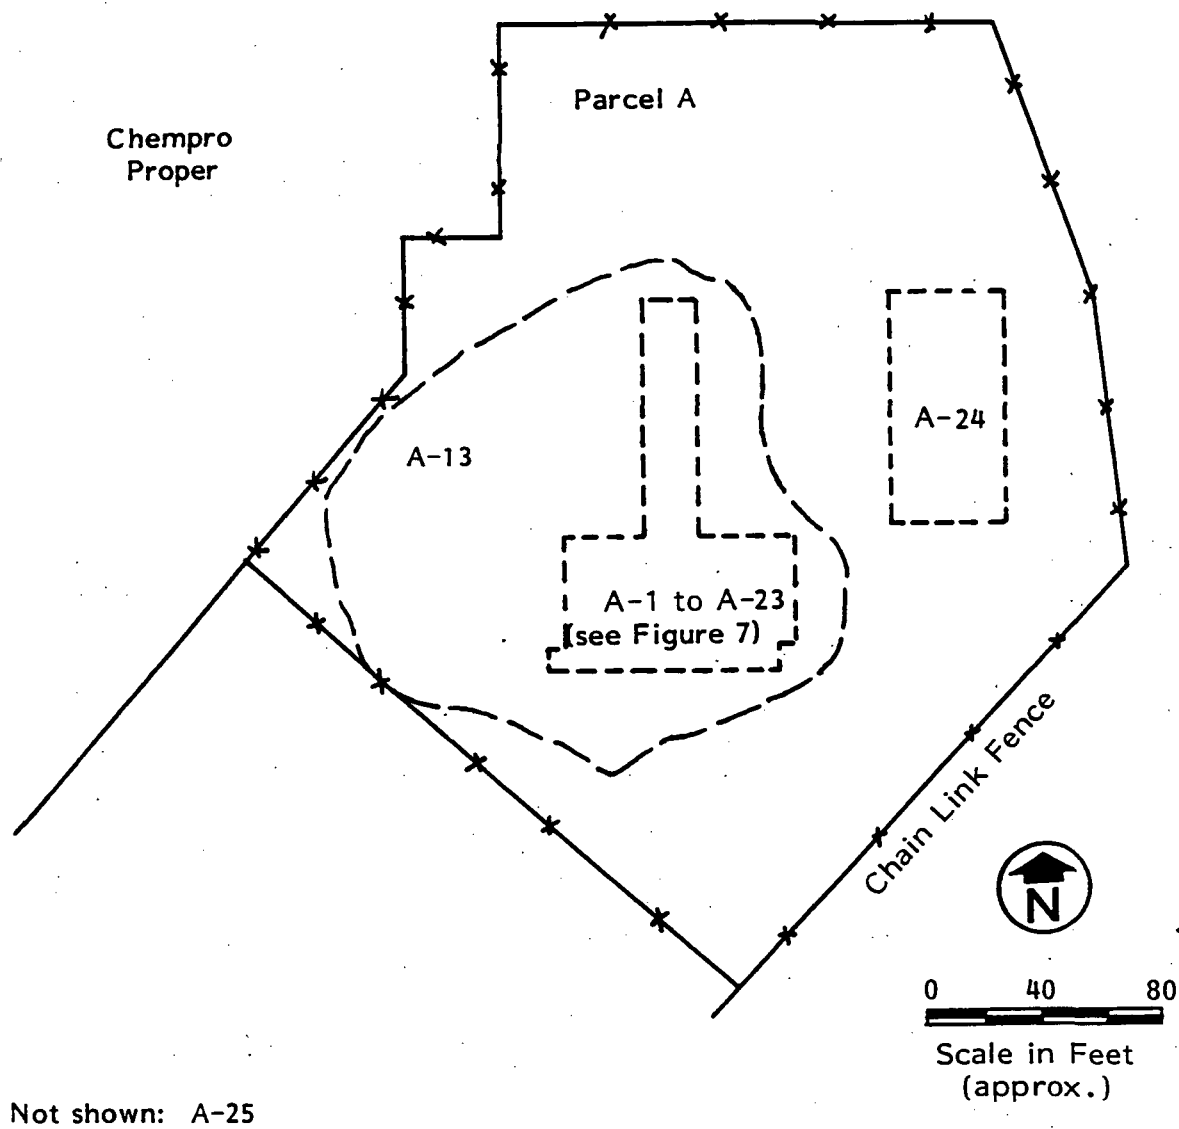 Parcel A
Chempro
Proper
A-24
A-13
A-1 to A-23
(see Figure 7)
Chain Link Fence
N
0 40 80
Scale in Feet
(approx.)
Not shown: A-25